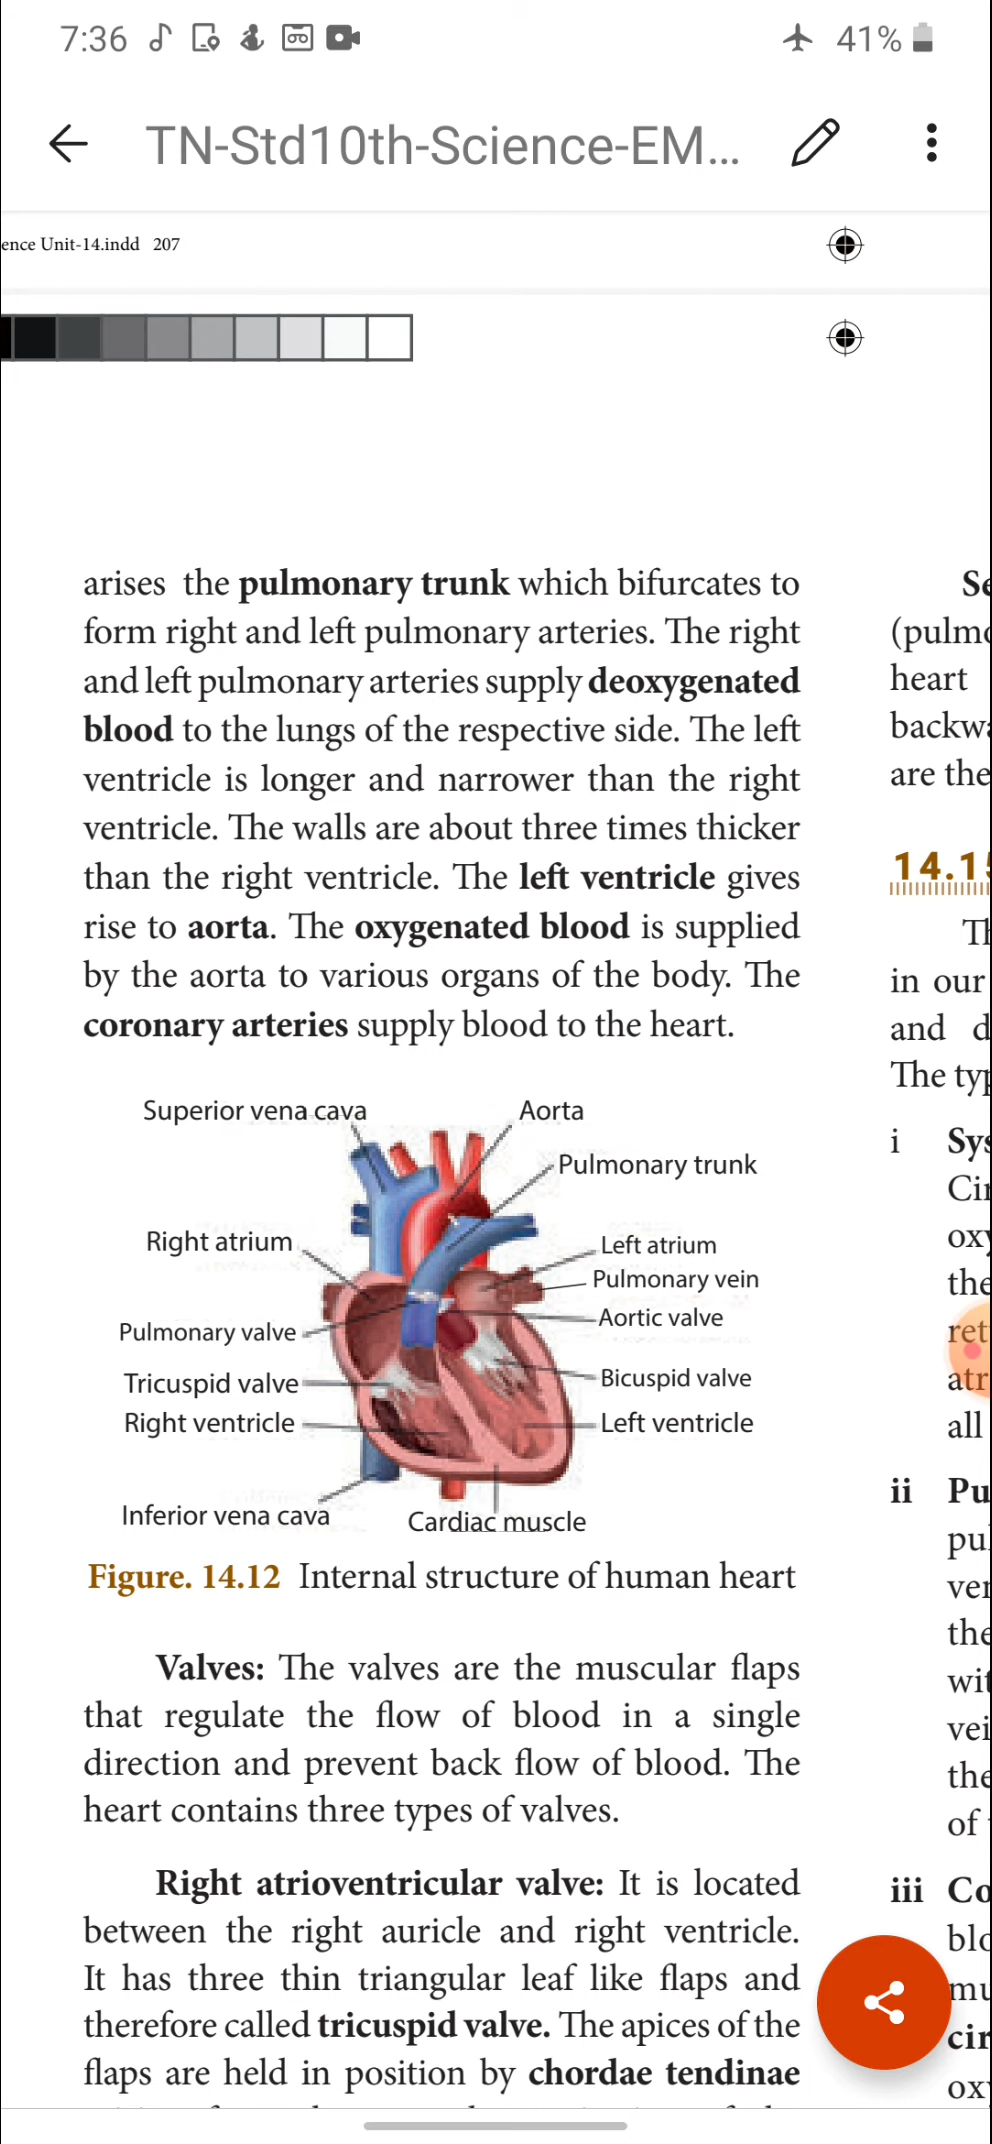 7:36
41%
TN-Std10th-Science-EM...
ence Unit-14.indd 207
arises the pulmonary trunk which bifurcates to
form right and left pulmonary arteries. The right
and left pulmonary arteries supply deoxygenated
blood to the lungs of the respective side. The left
ventricle is longer and narrower than the right
ventricle. The walls are about three times thicker
than the right ventricle. The left ventricle gives
rise to aorta. The oxygenated blood is supplied
by the aorta to various organs of the body. The
coronary arteries supply blood to the heart.
Superior vena cava
Aorta
Pulmonary trunk
Right atrium
Left atrium
Pulmonary vein
Aortic valve
Pulmonary valve
Bicuspid valve
Tricuspid valve
Right ventricle
Left ventricle
Inferior vena cava
Cardiac muscle
Figure. 14.12 Internal structure of human heart
Valves: The valves are the muscular flaps
that regulate the flow of blood in a single
direction and prevent back flow of blood. The
heart contains three types of valves.
Right atrioventricular valve: It is located
between the right auricle and right ventricle.
It has three thin triangular leaf like flaps and
therefore called tricuspid valve. The apices of the
flaps are held in position by chordae tendinae
heart
are the
in our
and d
i
all
ii
the
the
of
iii